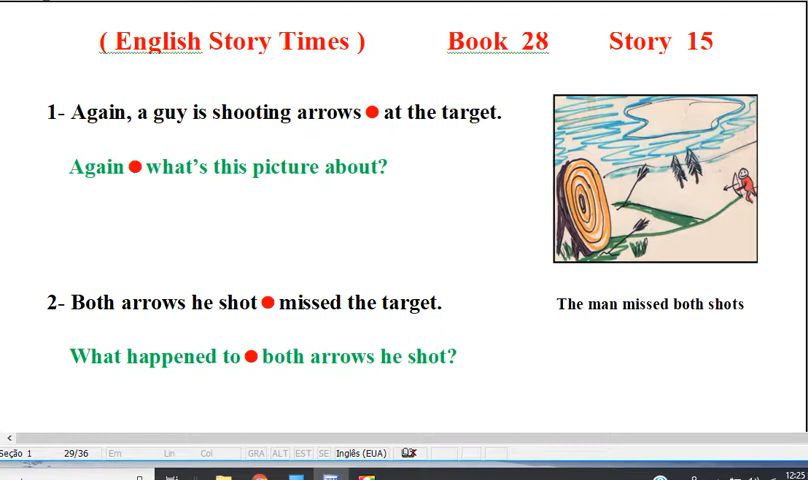 ( English Story Times ) Book 28 Story 15
1- Again, a guy is shooting arrows at the target.
Again what's this picture about?
2- Both arrows he shot missed the target.
The man missed both shots
What happened to both arrows he shot?
Seção 1 29/36 Em Lin Col GRA ALT EST SE Inglês (EUA)
12:25